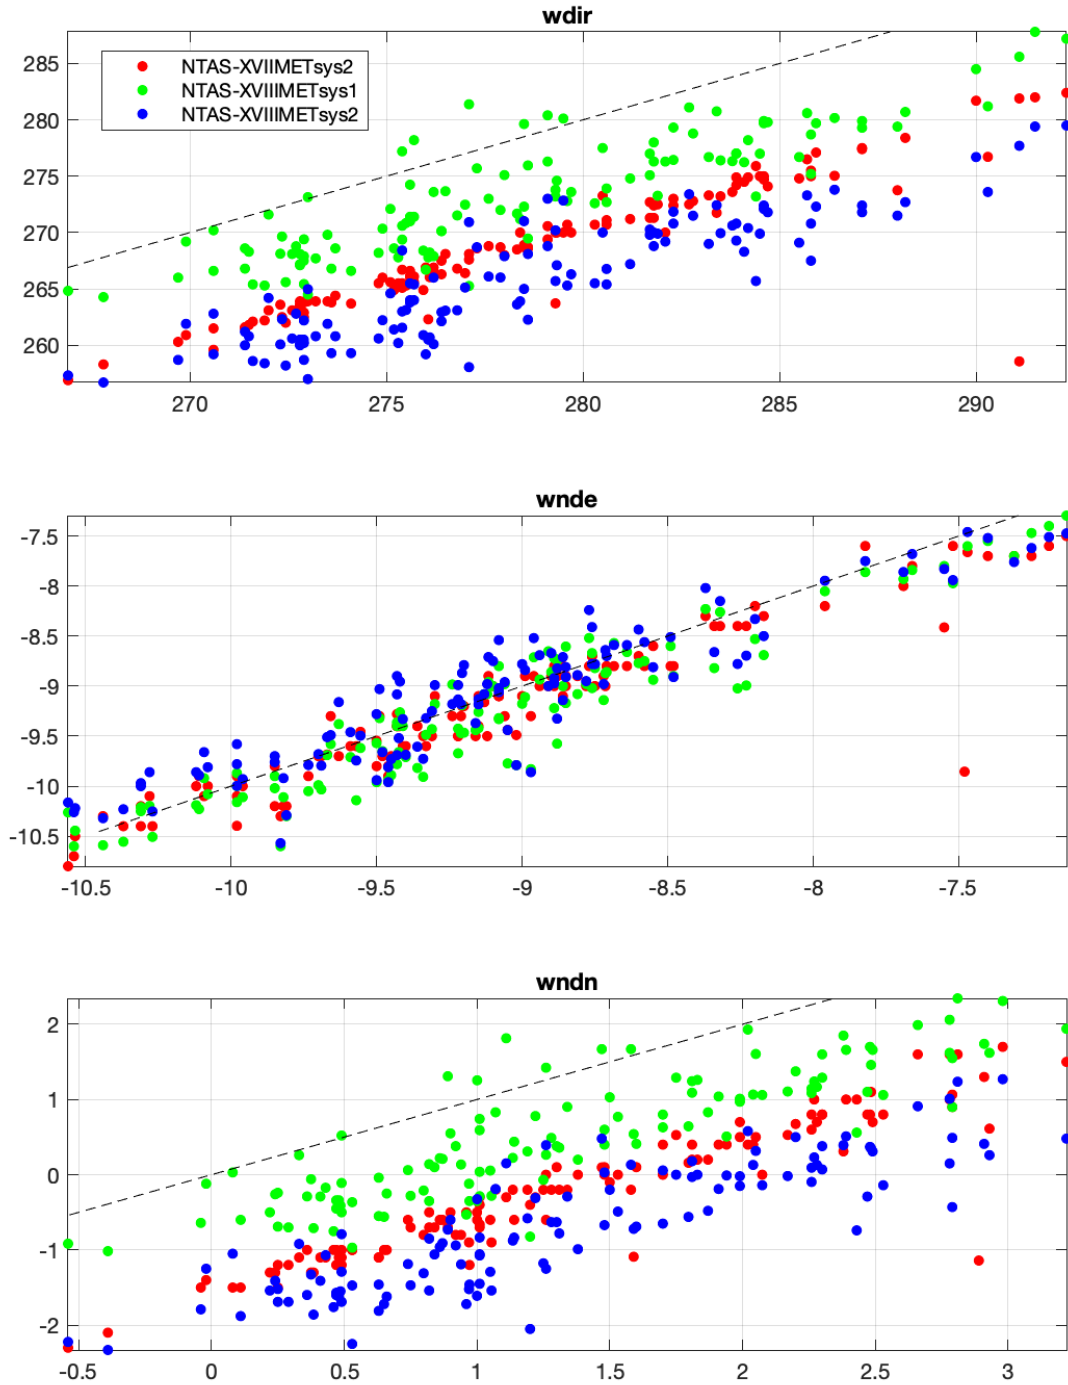 wdir
285
280
275
270
265
260
NTAS-XVIIMETsys2
NTAS-XVIIIMETsys1
NTAS-XVIIIMETsys2
270 275 280 285 290
wnde
-7.5
-8
-8.5
-9
-9.5
-10
-10.5
-10.5 -10 -9.5 -9 -8.5 -8 -7.5
wndn
2
1
0
-1
-2
-0.5 0 0.5 1 1.5 2 2.5 3